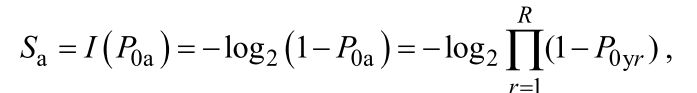 S_a = I(P_0a) = −log_2 (1 − P_0a) = −log_2 ∏_{r=1}^{R} (1 − P_0yr) ,